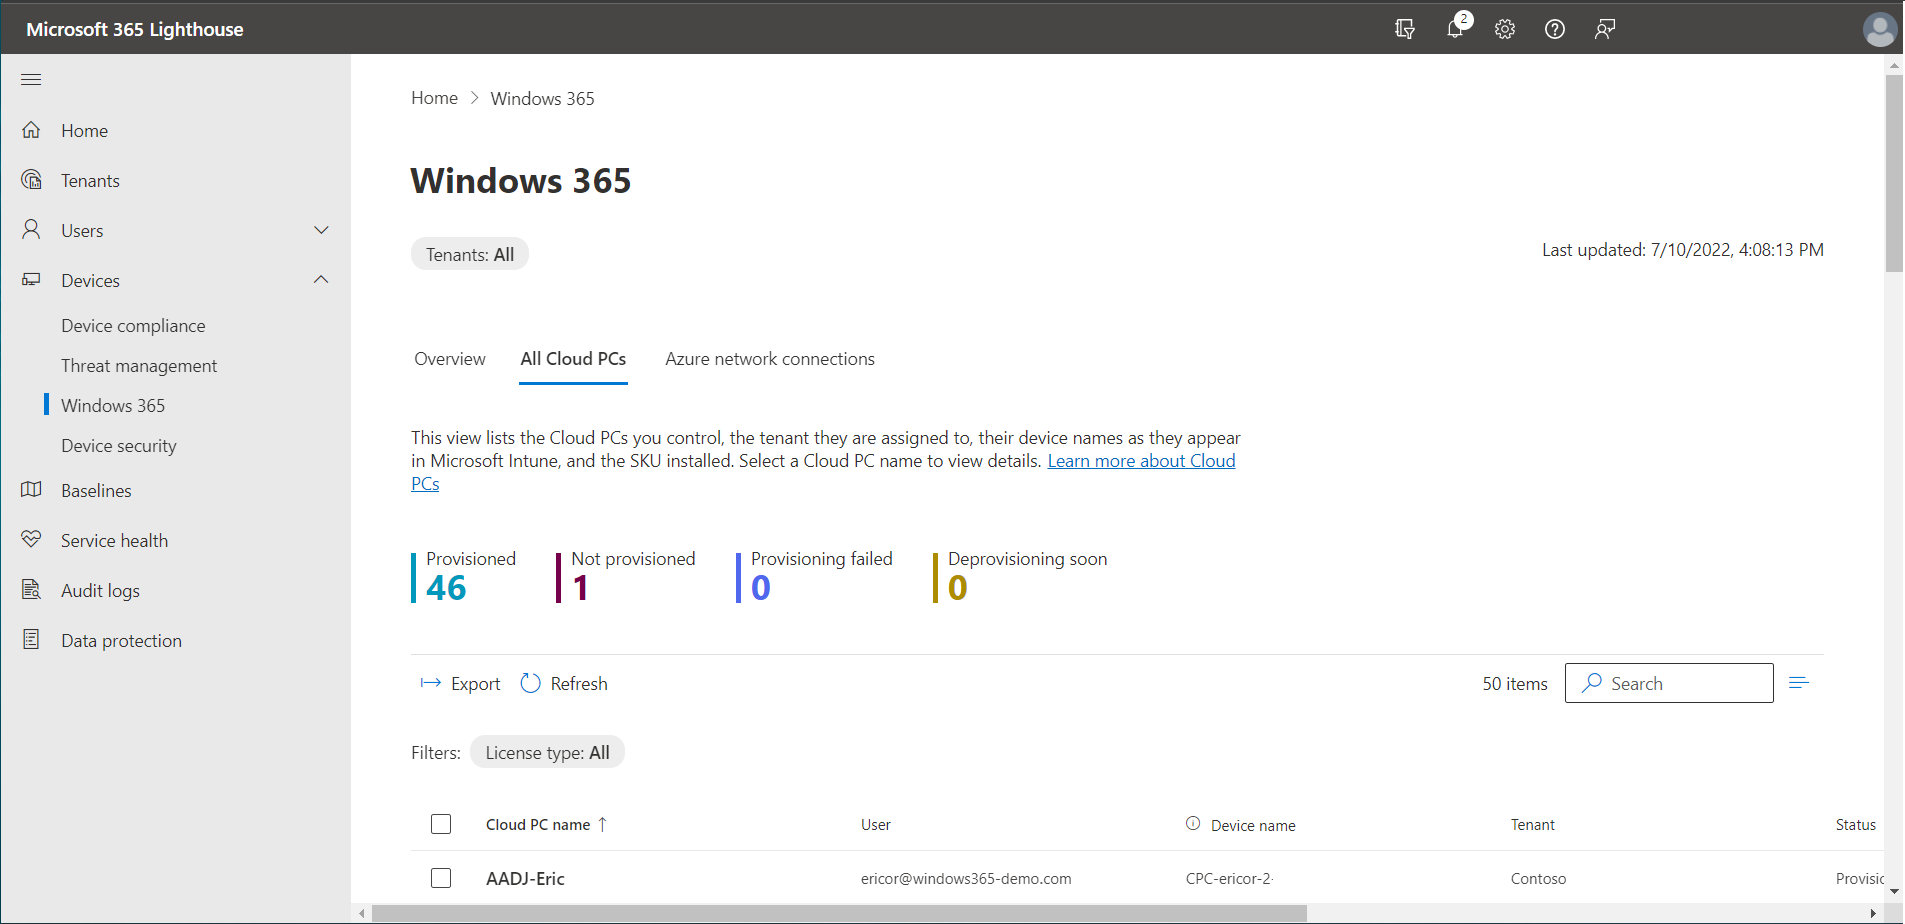 Microsoft 365 Lighthouse
2
Home
Tenants
Users
Devices
Device compliance
Threat management
Windows 365
Device security
Baselines
Service health
Audit logs
Data protection
Home > Windows 365
Windows 365
Tenants: All
Last updated: 7/10/2022, 4:08:13 PM
Overview
All Cloud PCs
Azure network connections
This view lists the Cloud PCs you control, the tenant they are assigned to, their device names as they appear
in Microsoft Intune, and the SKU installed. Select a Cloud PC name to view details. Learn more about Cloud
PCs
Provisioned
46
Not provisioned
1
Provisioning failed
0
Deprovisioning soon
0
Export
Refresh
50 items
Search
Filters:
License type: All
Cloud PC name ↑
User
Device name
Tenant
Status
AADJ-Eric
ericor@windows365-demo.com
CPC-ericor-2
Contoso